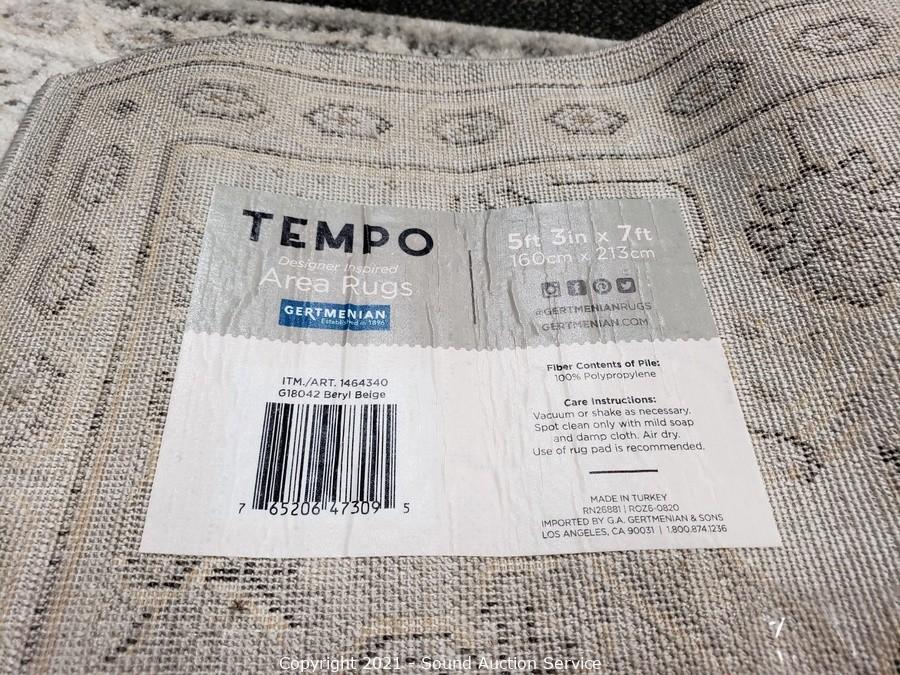 TEMPO
Designer Inspired
Area Rugs
GERTMENIAN
Established in 1896
5ft 3in x 7ft
160cm x 213cm
@GERTMENIANRUGS
GERTMENIAN.COM
ITM./ART. 1464340
G18042 Beryl Beige
7 65206 47309 5
Fiber Contents of Pile:
100% Polypropylene
Care Instructions:
Vacuum or shake as necessary.
Spot clean only with mild soap
and damp cloth. Air dry.
Use of rug pad is recommended.
MADE IN TURKEY
RN26881 | ROZ6-0820
IMPORTED BY G.A. GERTMENIAN & SONS
LOS ANGELES, CA 90031 | 1.800.874.1236
Copyright 2021 - Sound Auction Service